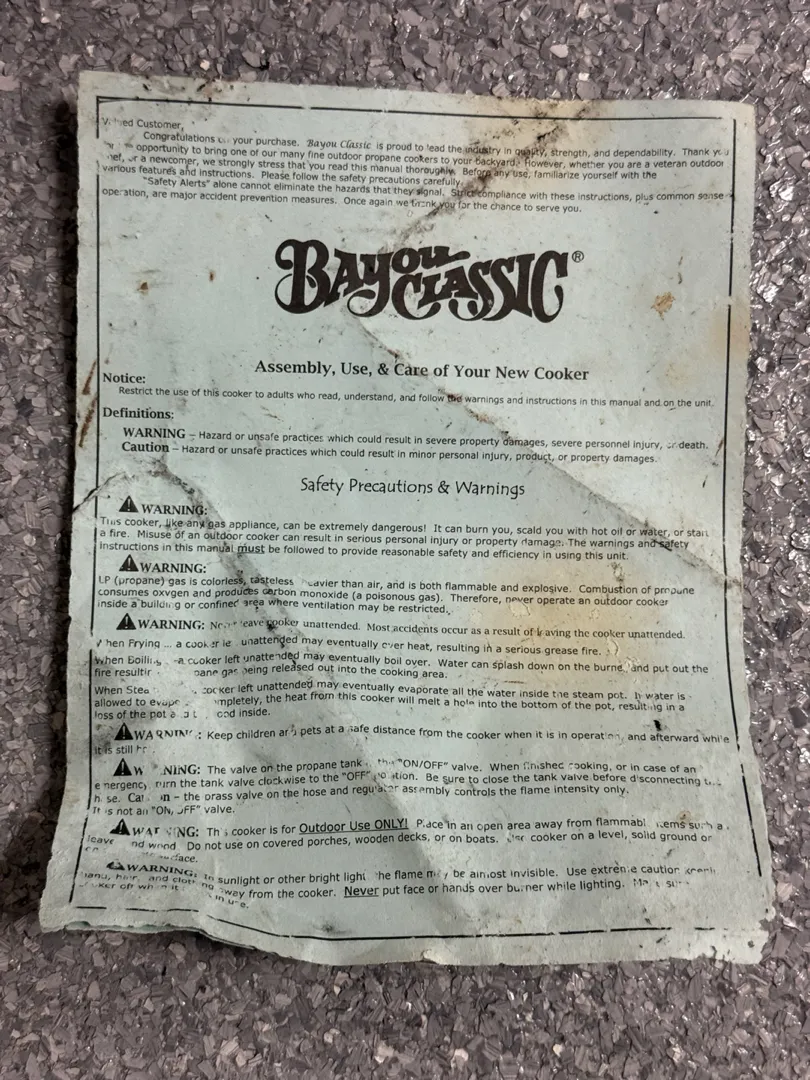 Customer,
Congratulations your purchase. Bayou Classic is proud to lead the industry in quality, strength, and dependability. Thank you
opportunity to bring one of our many fine outdoor propane cookers to your backyard. However, whether you are a veteran outdoor
or a newcomer, we strongly stress that you read this manual thoroughly. Before any use, familiarize yourself with the
various features and instructions. Please follow the safety precautions carefully.
"Safety Alerts" alone cannot eliminate the hazards that they signal. Strict compliance with these instructions, plus common sense
operation, are major accident prevention measures. Once again we thank you for the chance to serve you.
BAYOU CLASSIC®
Assembly, Use, & Care of Your New Cooker
Notice:
Restrict the use of this cooker to adults who read, understand, and follow the warnings and instructions in this manual and on the unit.
Definitions:
WARNING – Hazard or unsafe practices which could result in severe property damages, severe personnel injury, or death.
Caution – Hazard or unsafe practices which could result in minor personal injury, product, or property damages.
Safety Precautions & Warnings
WARNING:
This cooker, like any gas appliance, can be extremely dangerous! It can burn you, scald you with hot oil or water, or start
a fire. Misuse of an outdoor cooker can result in serious personal injury or property damage. The warnings and safety
instructions in this manual must be followed to provide reasonable safety and efficiency in using this unit.
WARNING:
LP (propane) gas is colorless, tasteless heavier than air, and is both flammable and explosive. Combustion of propane
consumes oxygen and produces carbon monoxide (a poisonous gas). Therefore, never operate an outdoor cooker
inside a building or confined area where ventilation may be restricted.
WARNING: Never leave cooker unattended. Most accidents occur as a result of leaving the cooker unattended.
When Frying a cooker left unattended may eventually over heat, resulting in a serious grease fire.
When Boiling a cooker left unattended may eventually boil over. Water can splash down on the burner and put out the
fire resulting gas being released out into the cooking area.
When cooker left unattended may eventually evaporate all the water inside the steam pot. If water is
allowed to completely, the heat from this cooker will melt a hole into the bottom of the pot, resulting in a
loss of the pot inside.
WARNING: Keep children and pets at a safe distance from the cooker when it is in operation, and afterward while
it is still
WARNING: The valve on the propane tank "ON/OFF" valve. When finished cooking, or in case of an
emergency, turn the tank valve clockwise to the "OFF" position. Be sure to close the tank valve before disconnecting
hose. Caution – the brass valve on the hose and regulator assembly controls the flame intensity only.
It is not an "ON/OFF" valve.
WARNING: This cooker is for Outdoor Use ONLY! Place in an open area away from flammable items such
leaves and wood Do not use on covered porches, wooden decks, or on boats. cooker on a level, solid ground or
surface.
WARNING: In sunlight or other bright light the flame may be almost invisible. Use extreme caution
hair, and away from the cooker. Never put face or hands over burner while lighting.
off when it in use.